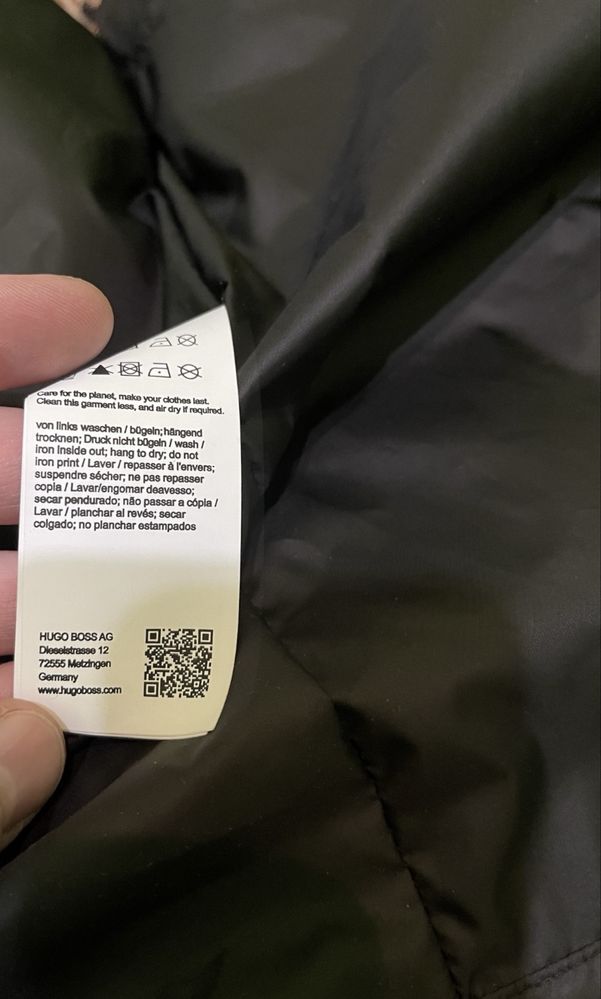 Care for the planet, make your clothes last.
Clean this garment less, and air dry if required.
von links waschen / bügeln;hängend
trocknen; Druck nicht bügeln / wash /
iron inside out; hang to dry; do not
iron print / Laver / repasser à l'envers;
suspendre sécher; ne pas repasser
copla / Lavar/engomar deavesso;
secar pendurado; não passar a cópla /
Lavar / planchar al revés; secar
colgado; no planchar estampados
HUGO BOSS AG
Dieselstrasse 12
72555 Metzingen
Germany
www.hugoboss.com